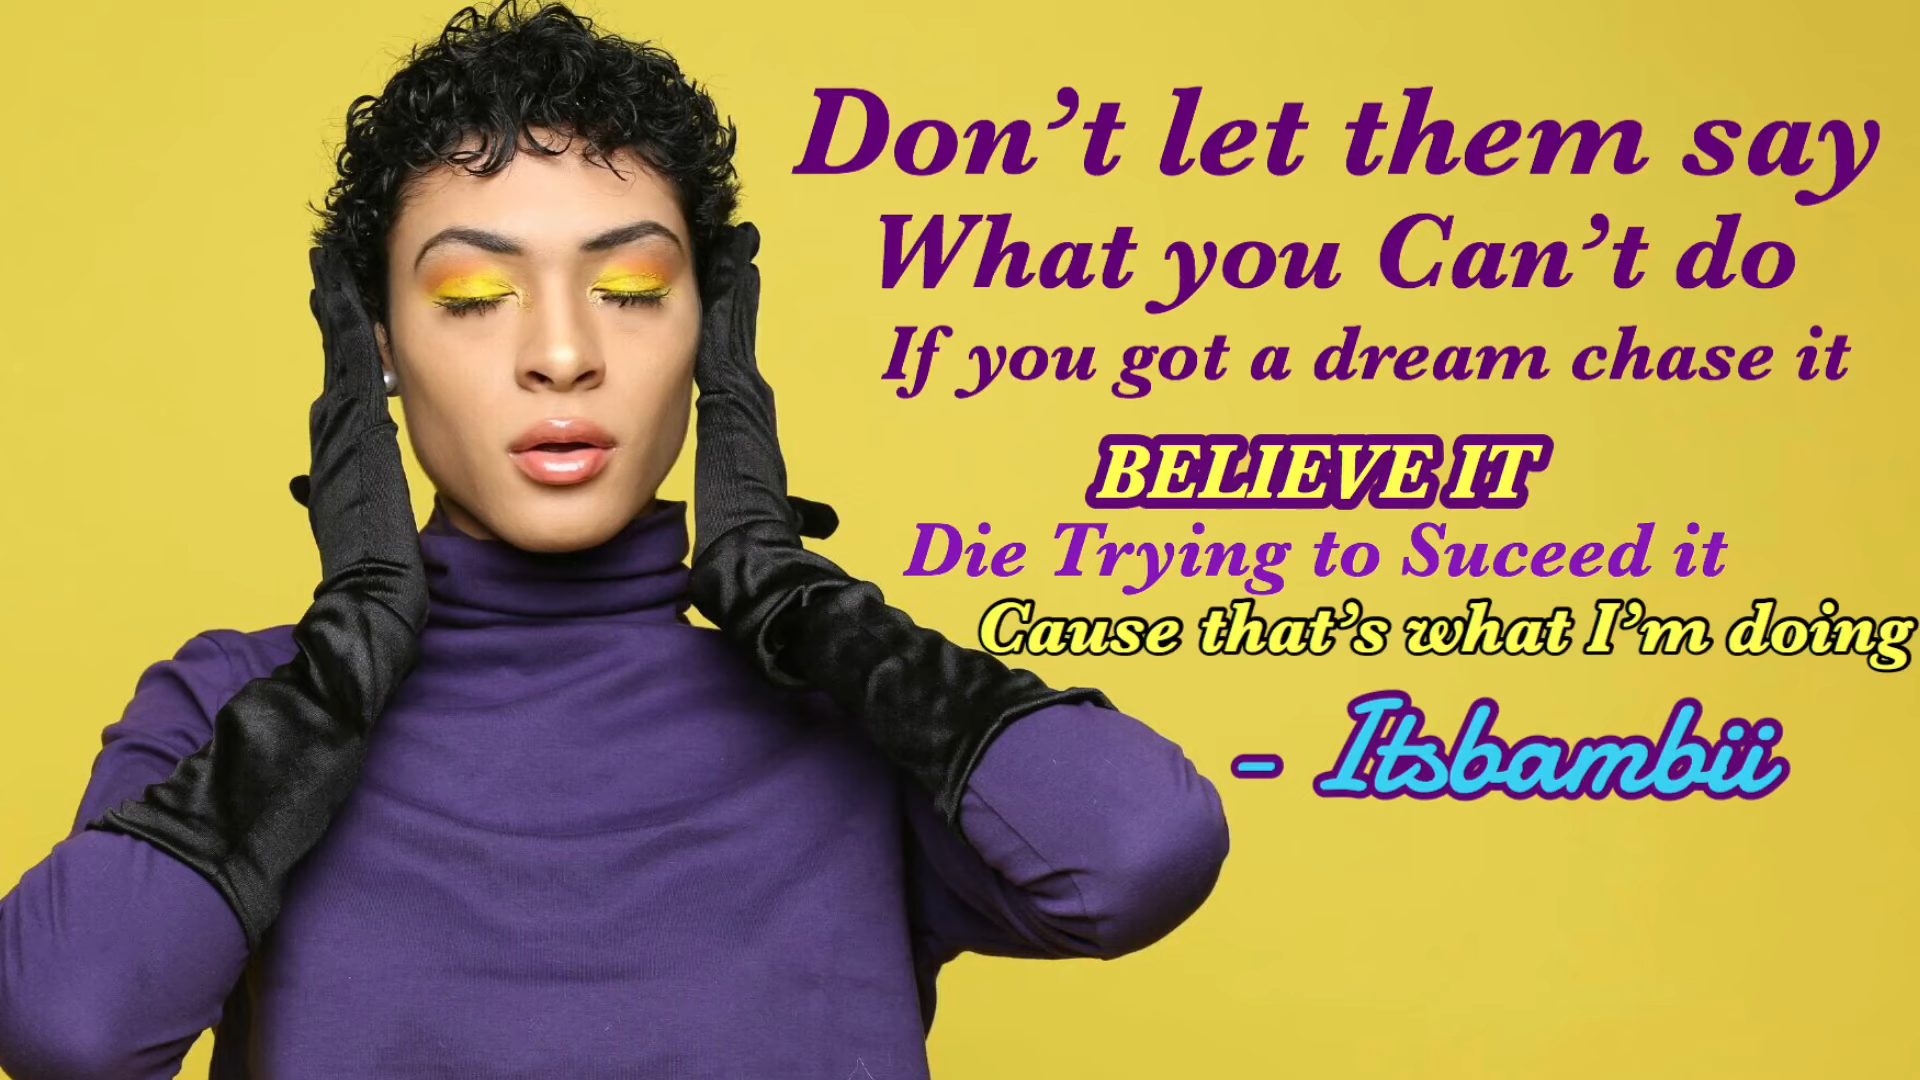 Don’t let them say
What you Can’t do
If you got a dream chase it
BELIEVE IT
Die Trying to Suceed it
Cause that’s what I’m doing
- Itsbambii